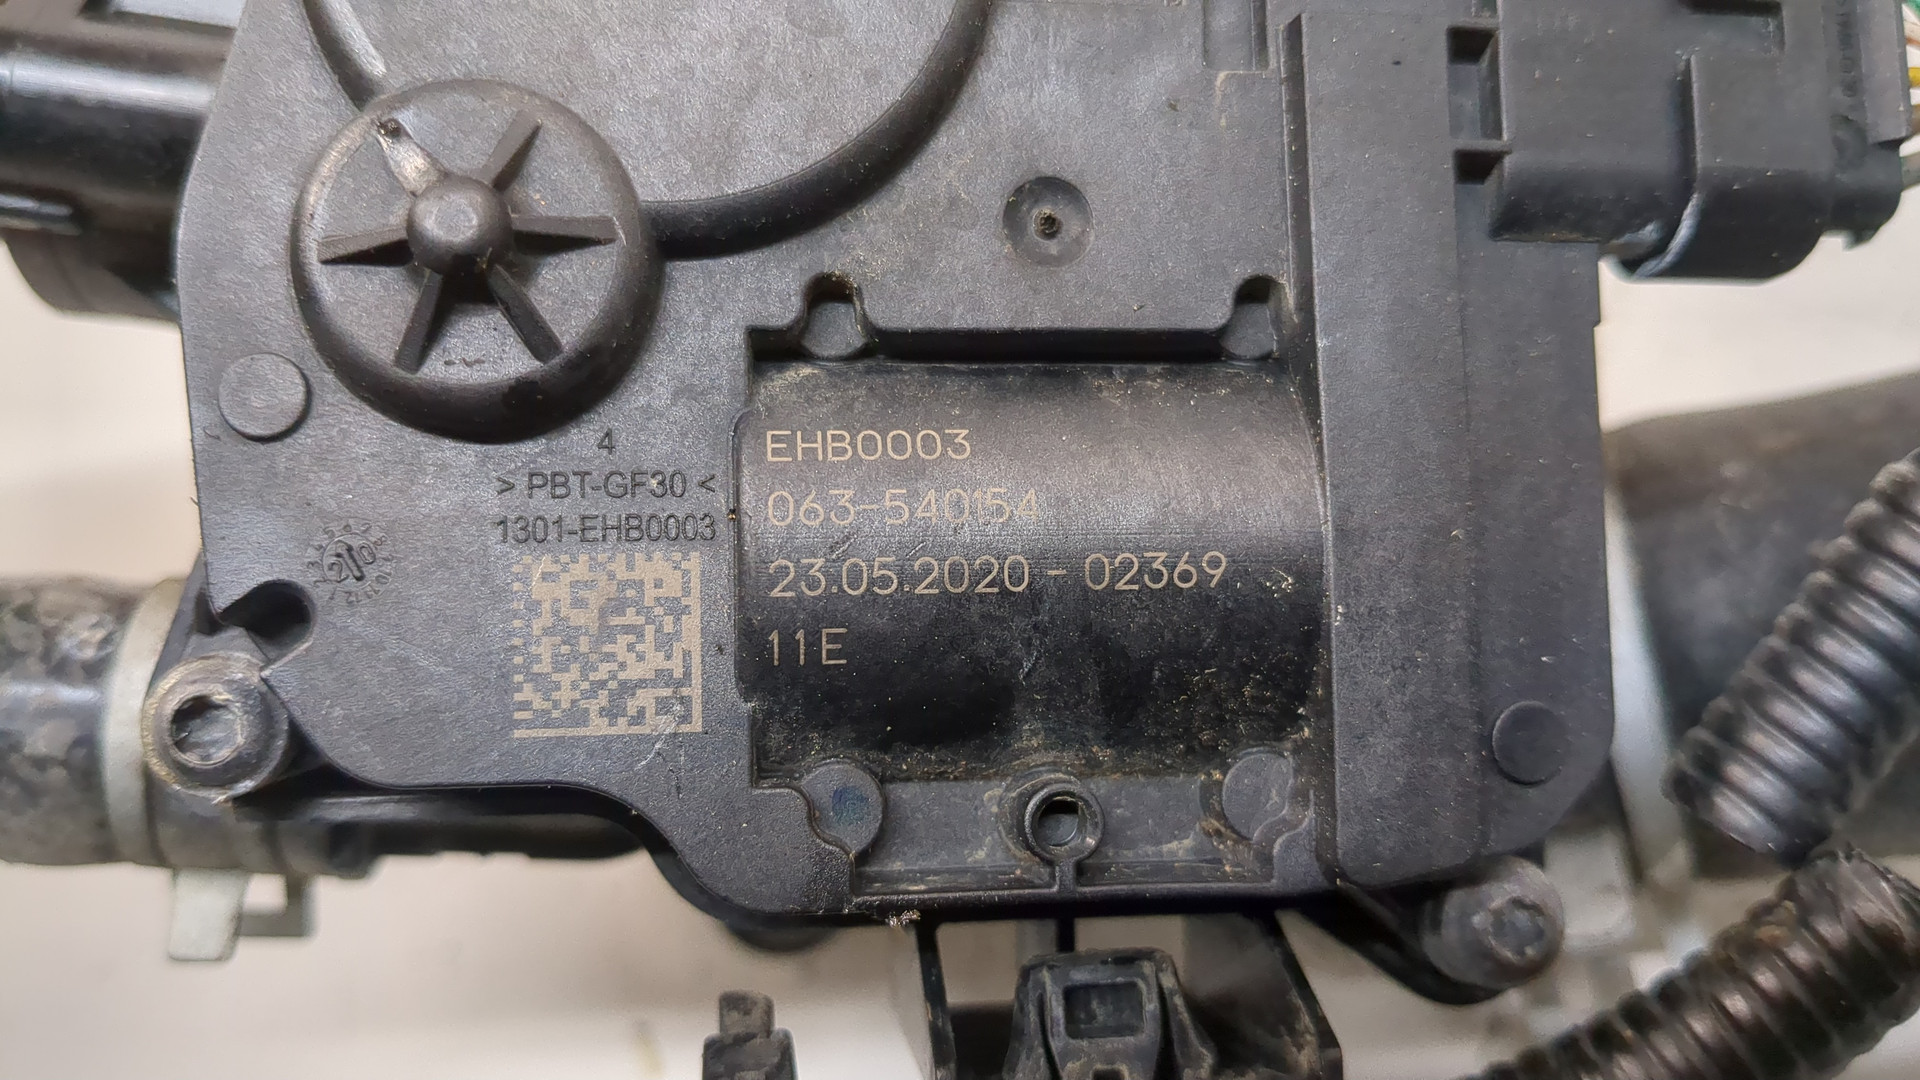 4
> PBT-GF30 <
1301-EHB0003
EHB0003
063-540154
23.05.2020 - 02369
11E